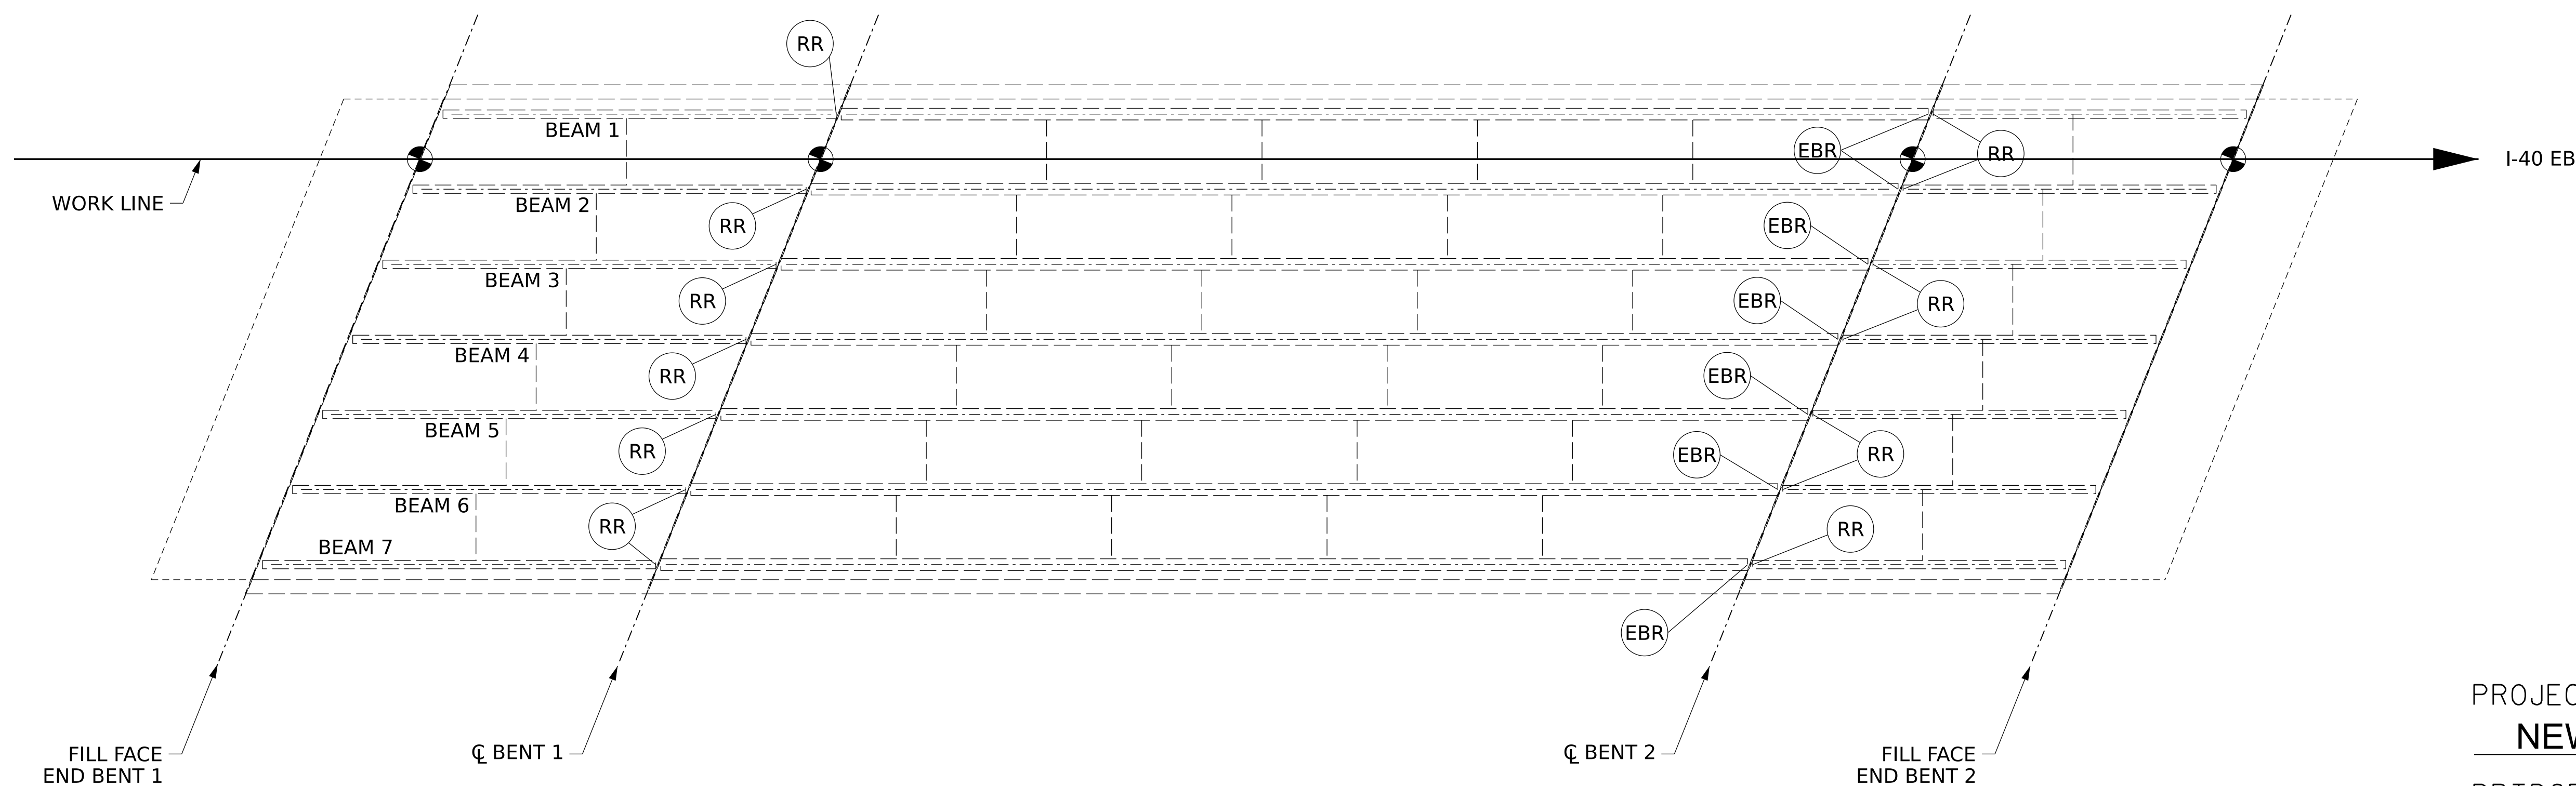 RR
BEAM 1
EBR
RR
I-40 EB
WORK LINE
BEAM 2
RR
EBR
BEAM 3
RR
EBR
RR
BEAM 4
RR
EBR
BEAM 5
RR
EBR
RR
BEAM 6
RR
RR
BEAM 7
EBR
FILL FACE
END BENT 1
℄ BENT 1
℄ BENT 2
FILL FACE
END BENT 2